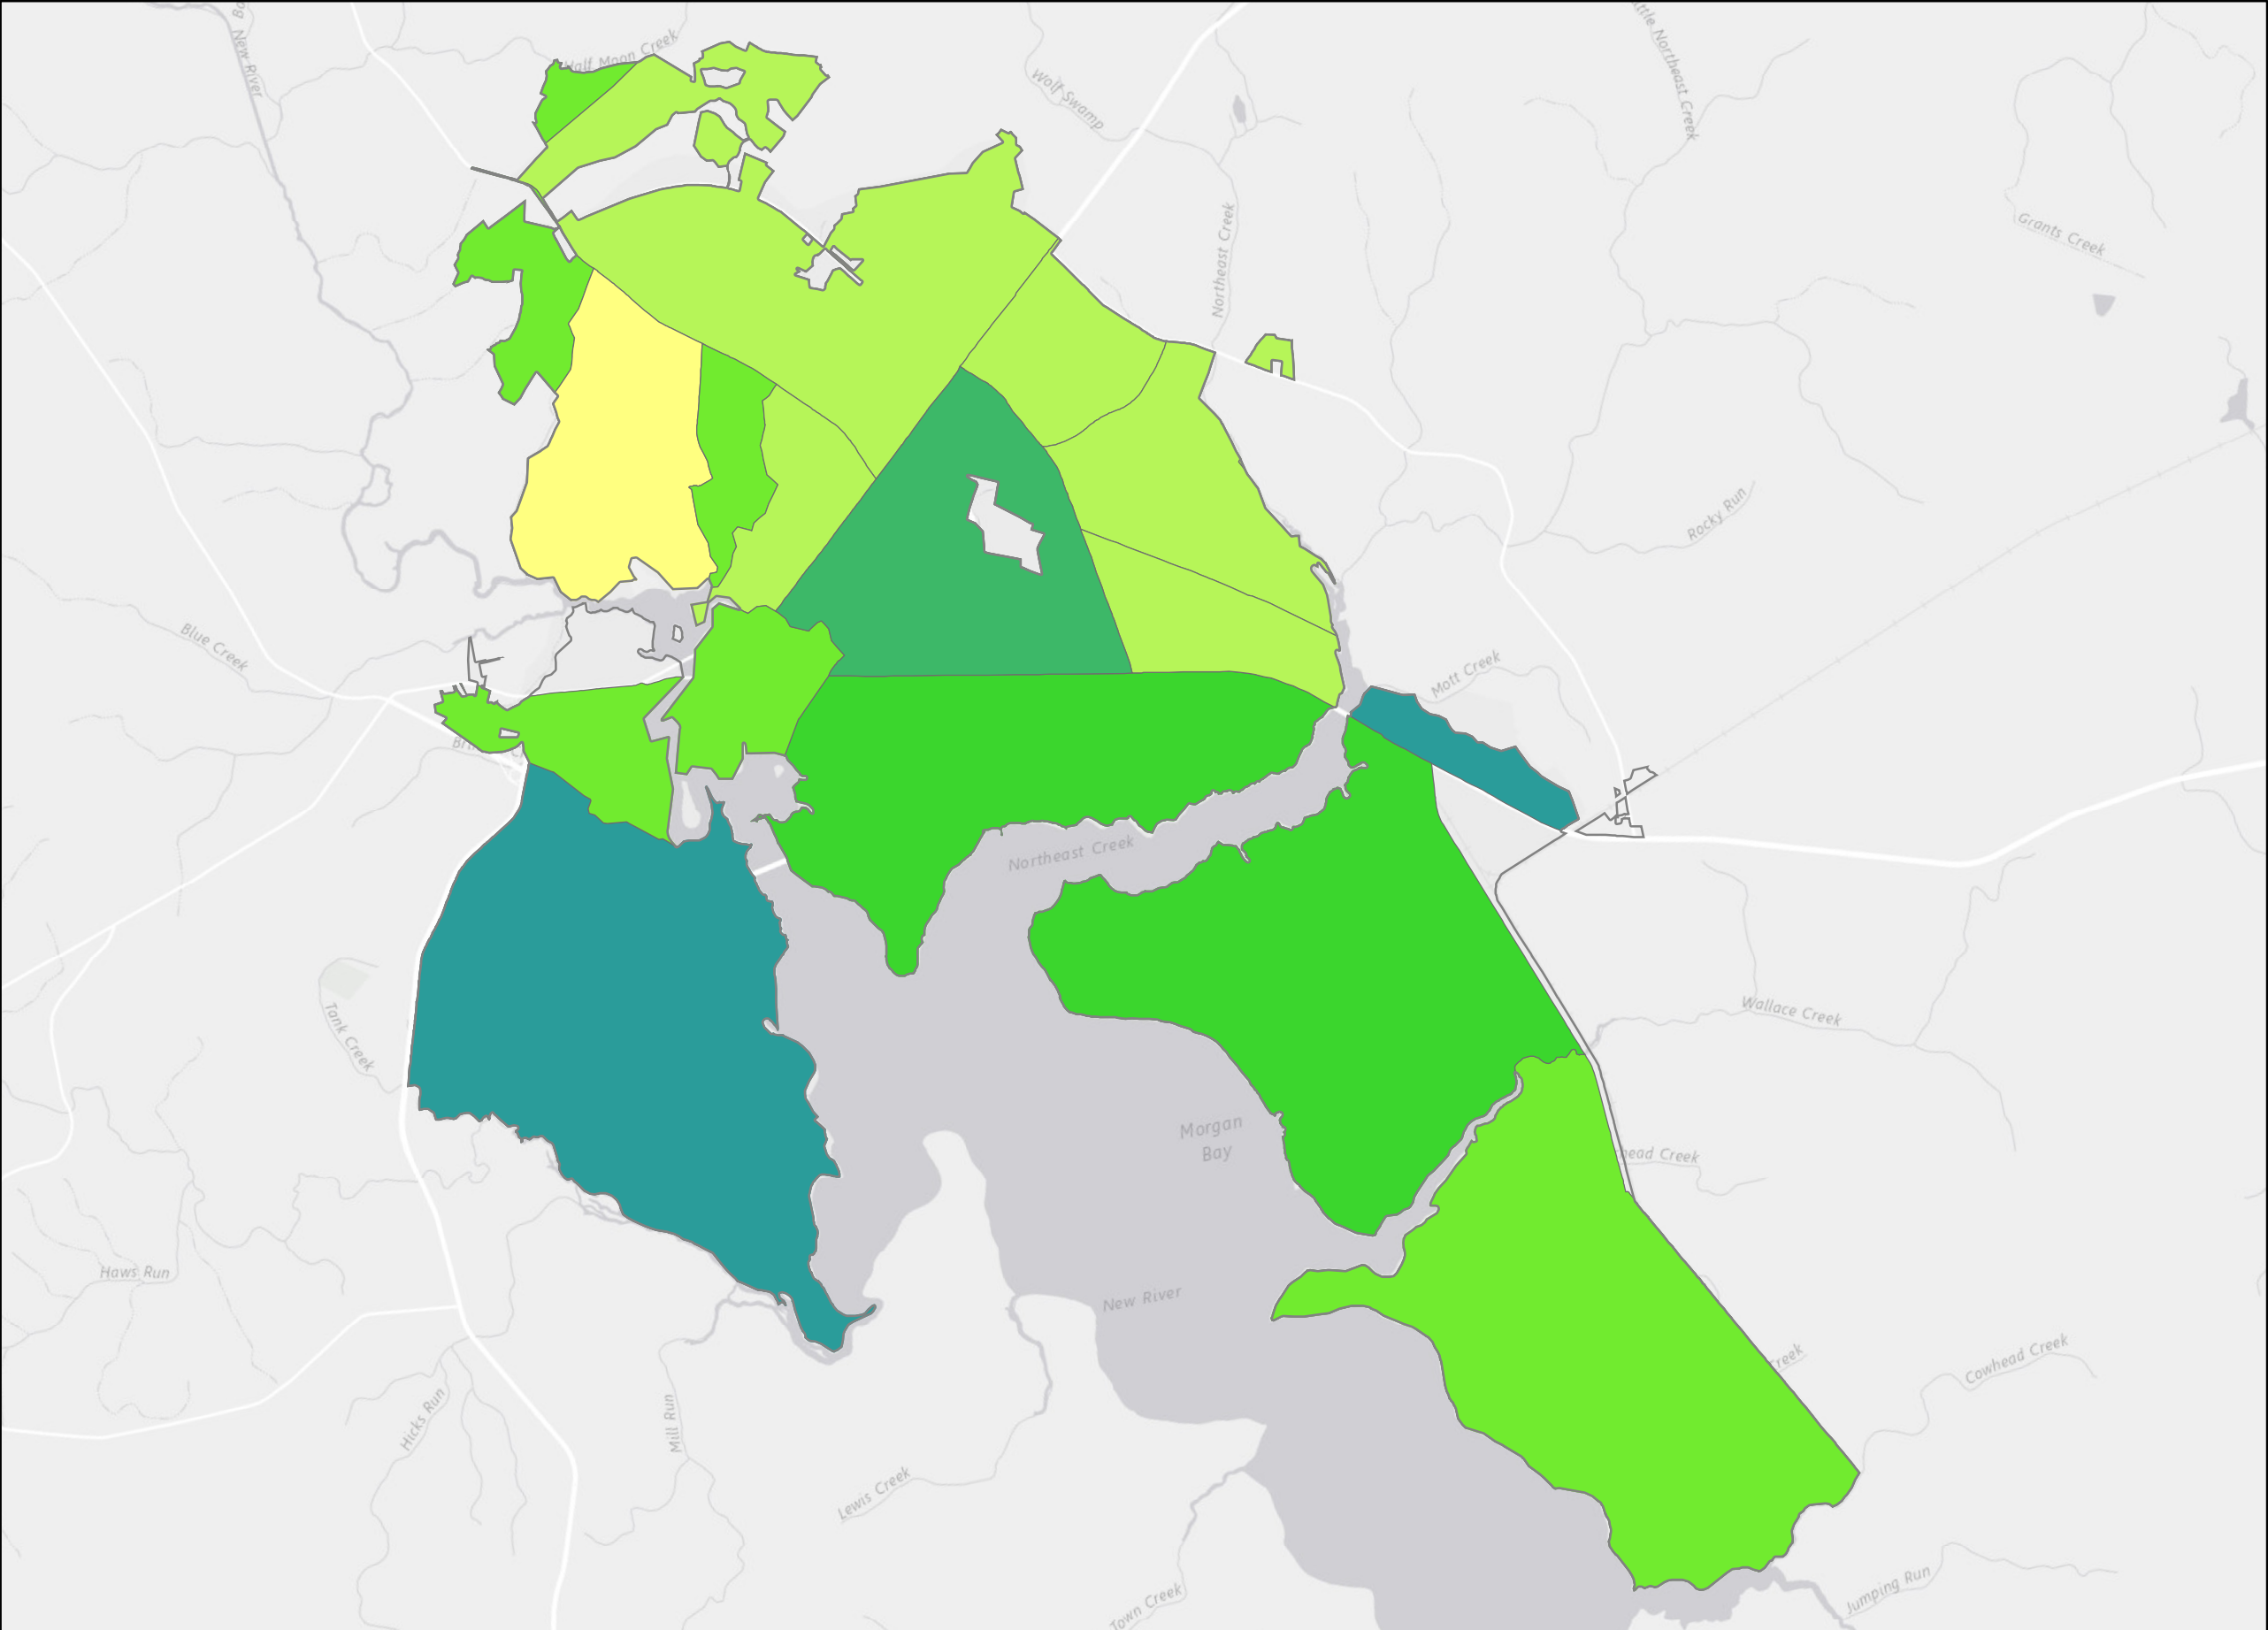 New River
Half Moon Creek
Wolf Swamp
Northeast Creek
Grants Creek
Rocky Run
Blue Creek
Mott Creek
Northeast Creek
Tank Creek
Wallace Creek
Morgan
Bay
head Creek
Haws Run
New River
Creek
Cowhead Creek
Hicks Run
Mill Run
Lewis Creek
Town Creek
Jumping Run